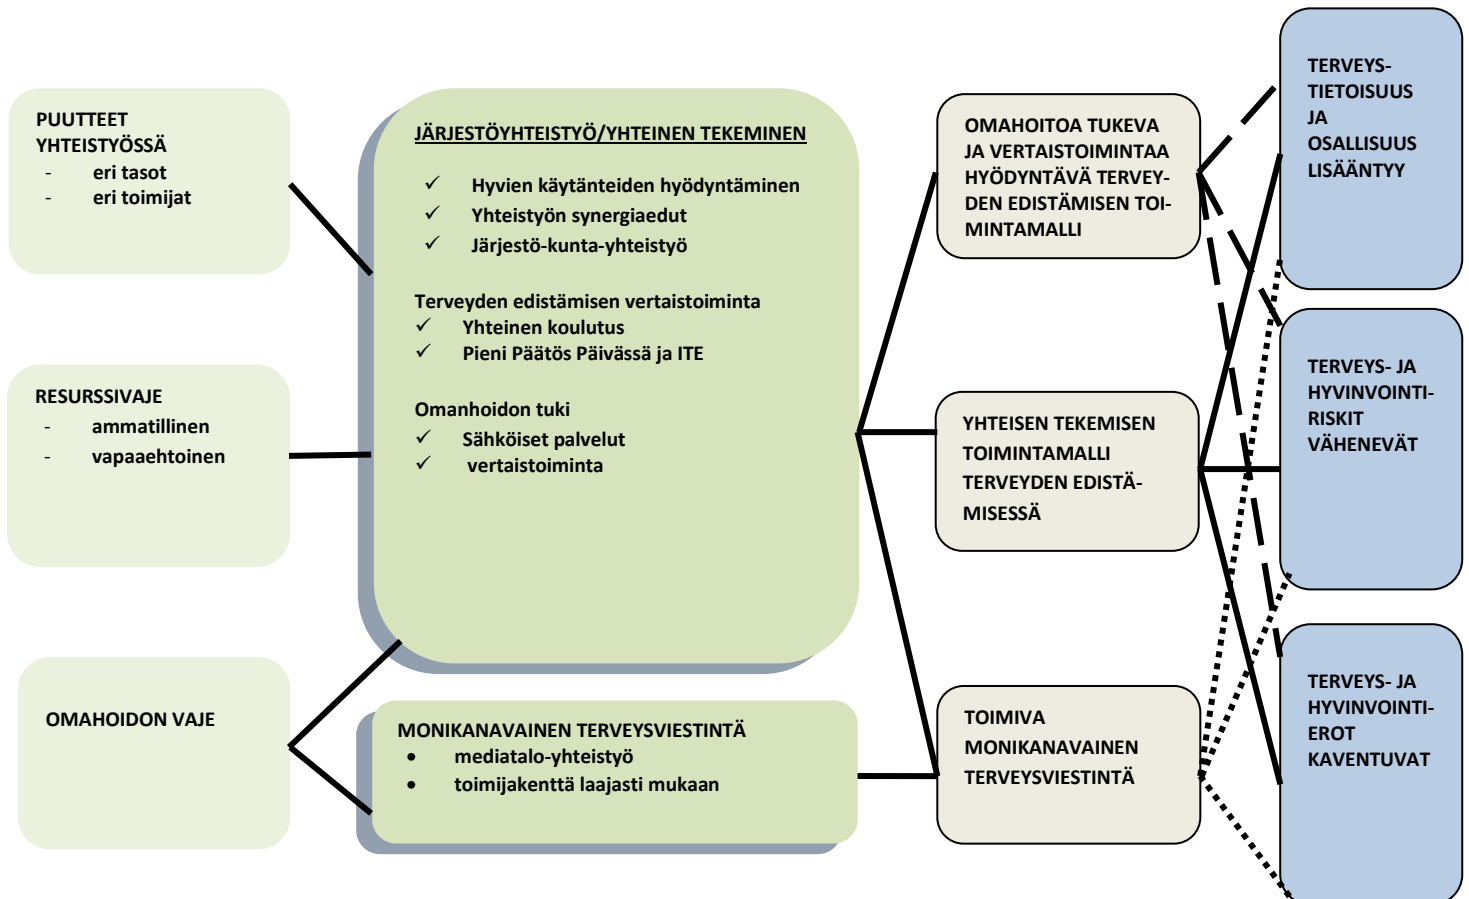 PUUTTEET
YHTEISTYÖSSÄ
- eri tasot
- eri toimijat
RESURSSIVAJE
- ammatillinen
- vapaaehtoinen
OMAHOIDON VAJE
JÄRJESTÖYHTEISTYÖ/YHTEINEN TEKEMINEN
✓ Hyvien käytänteiden hyödyntäminen
✓ Yhteistyön synergiaedut
✓ Järjestö-kunta-yhteistyö
Terveyden edistämisen vertaistoiminta
✓ Yhteinen koulutus
✓ Pieni Päätös Päivässä ja ITE
Omanhoidon tuki
✓ Sähköiset palvelut
✓ vertaistoiminta
MONIKANAVAINEN TERVEYSVIESTINTÄ
• mediatalo-yhteistyö
• toimijakenttä laajasti mukaan
OMAHOITOA TUKEVA
JA VERTAISTOIMINTAA
HYÖDYNTÄVÄ TERVEY-
DEN EDISTÄMISEN TOI-
MINTAMALLI
YHTEISEN TEKEMISEN
TOIMINTAMALLI
TERVEYDEN EDISTÄ-
MISESSÄ
TOIMIVA
MONIKANAVAINEN
TERVEYSVIESTINTÄ
TERVEYS-
TIETOISUUS
JA
OSALLISUUS
LISÄÄNTYY
TERVEYS- JA
HYVINVOINTI-
RISKIT
VÄHENEVÄT
TERVEYS- JA
HYVINVOINTI-
EROT
KAVENTUVAT